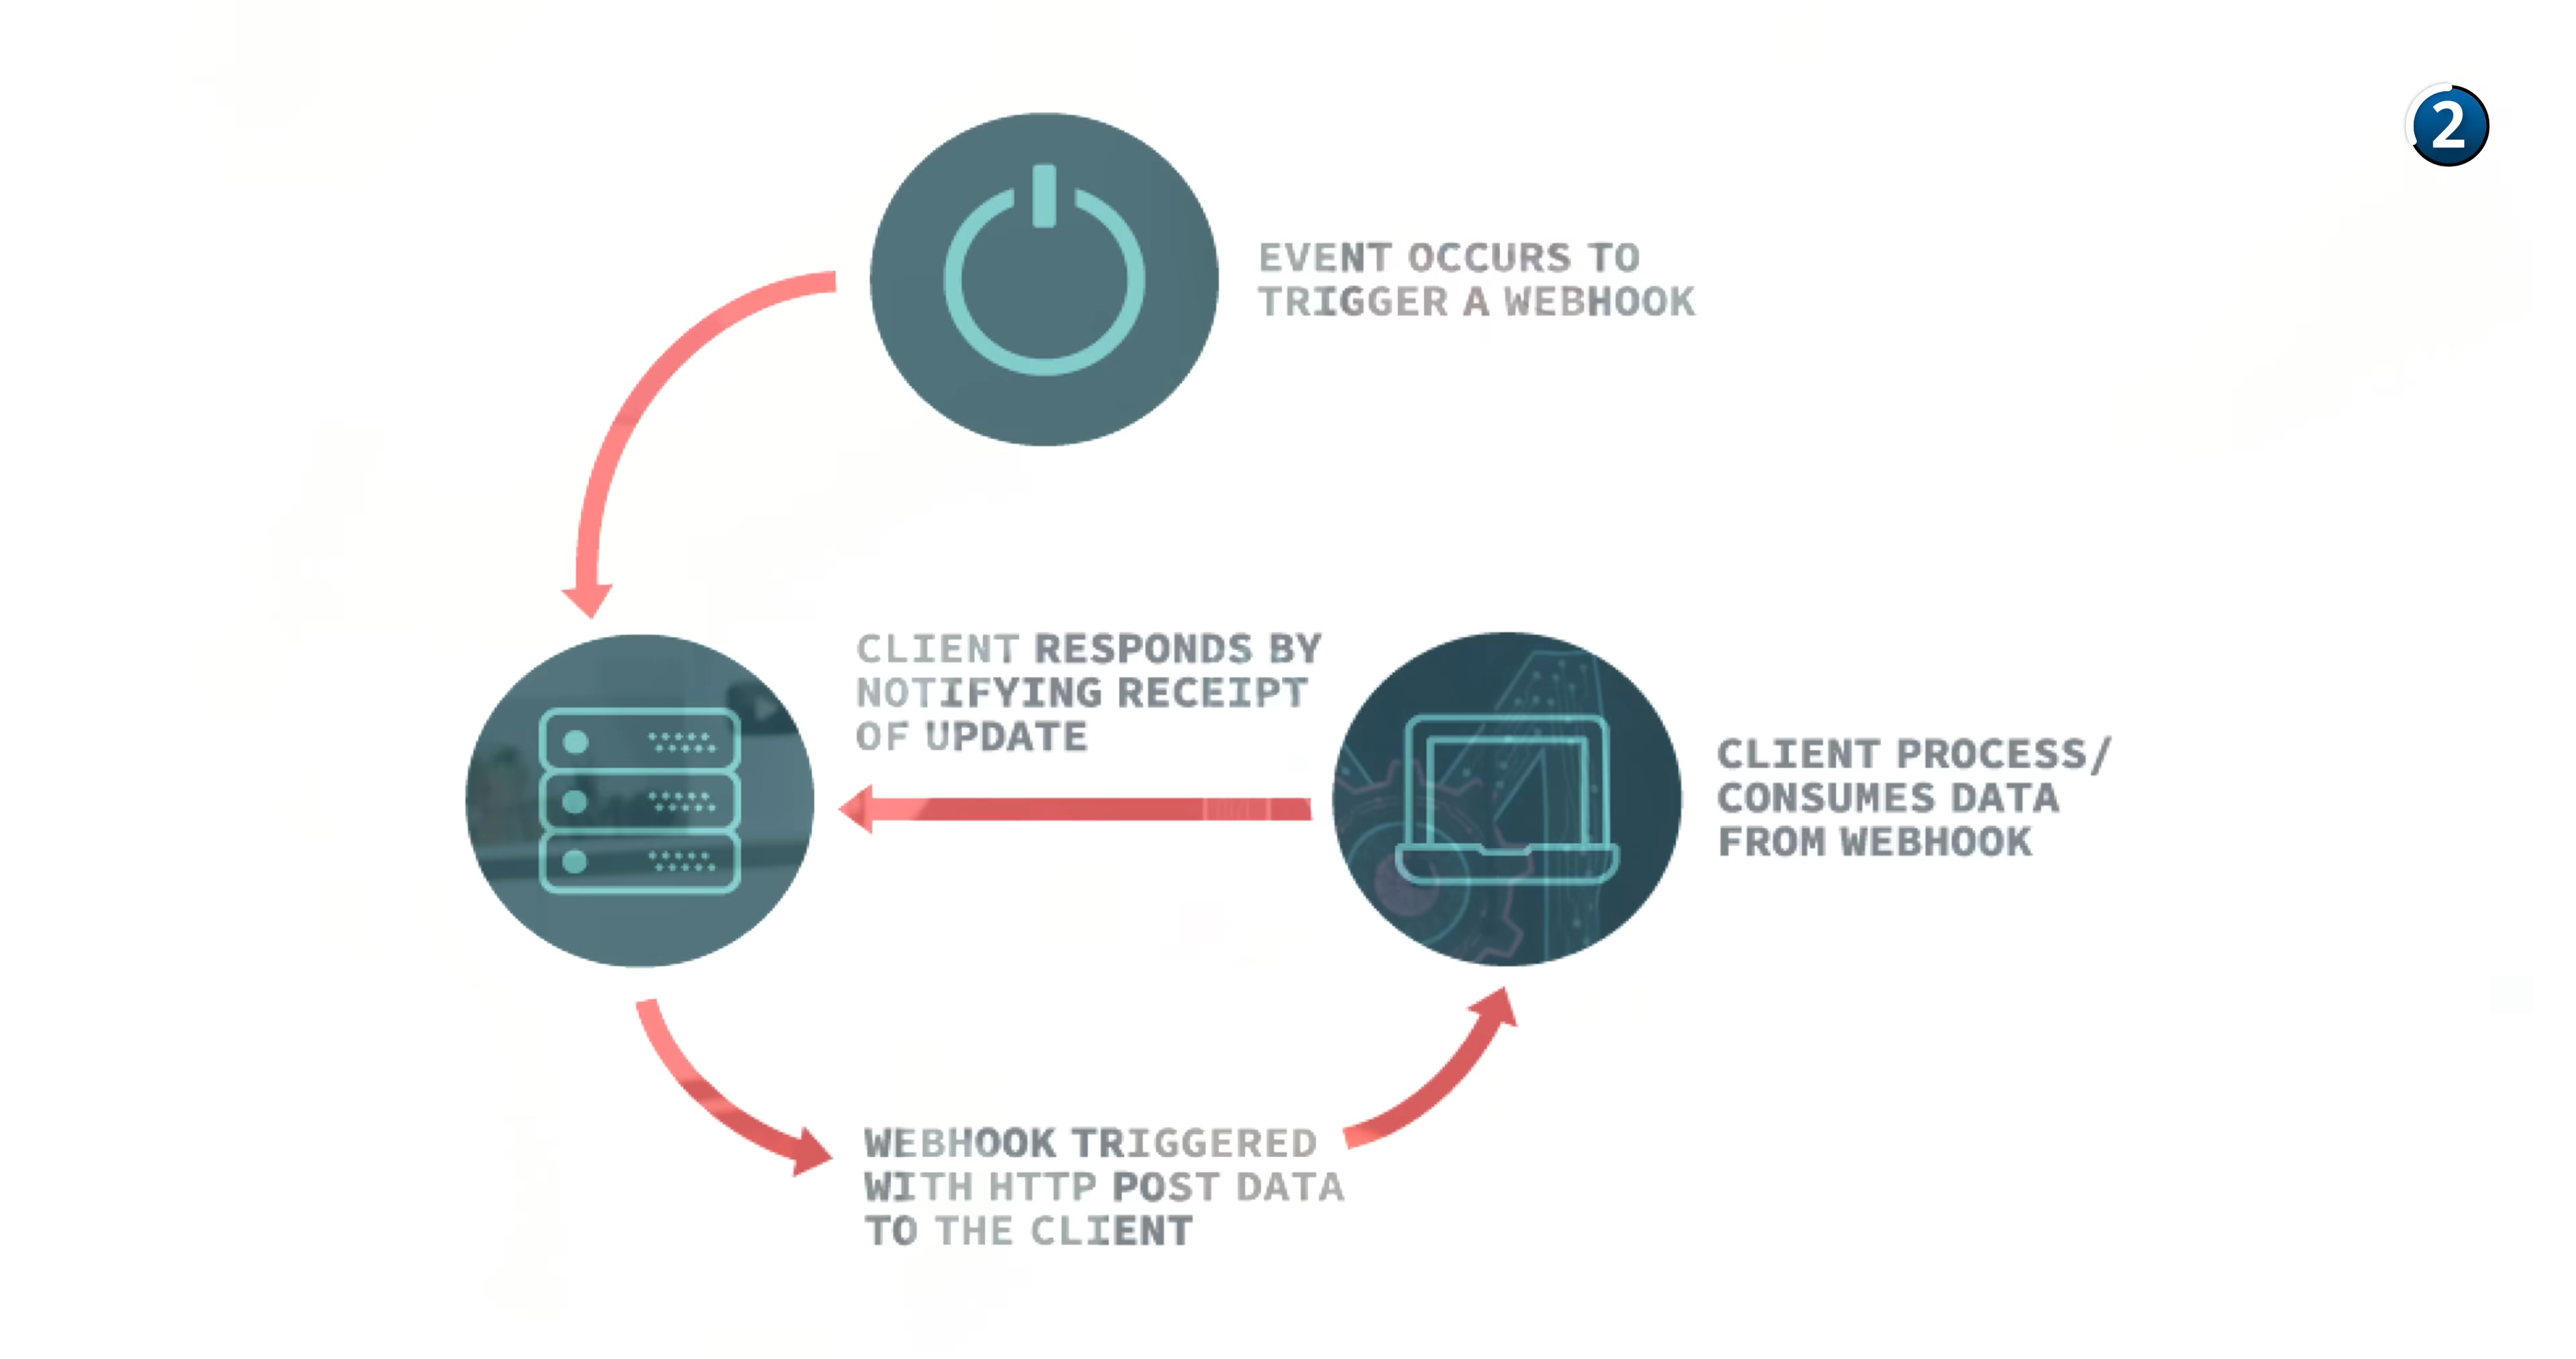 2
EVENT OCCURS TO
TRIGGER A WEBHOOK
CLIENT RESPONDS BY
NOTIFYING RECEIPT
OF UPDATE
CLIENT PROCESS/
CONSUMES DATA
FROM WEBHOOK
WEBHOOK TRIGGERED
WITH HTTP POST DATA
TO THE CLIENT